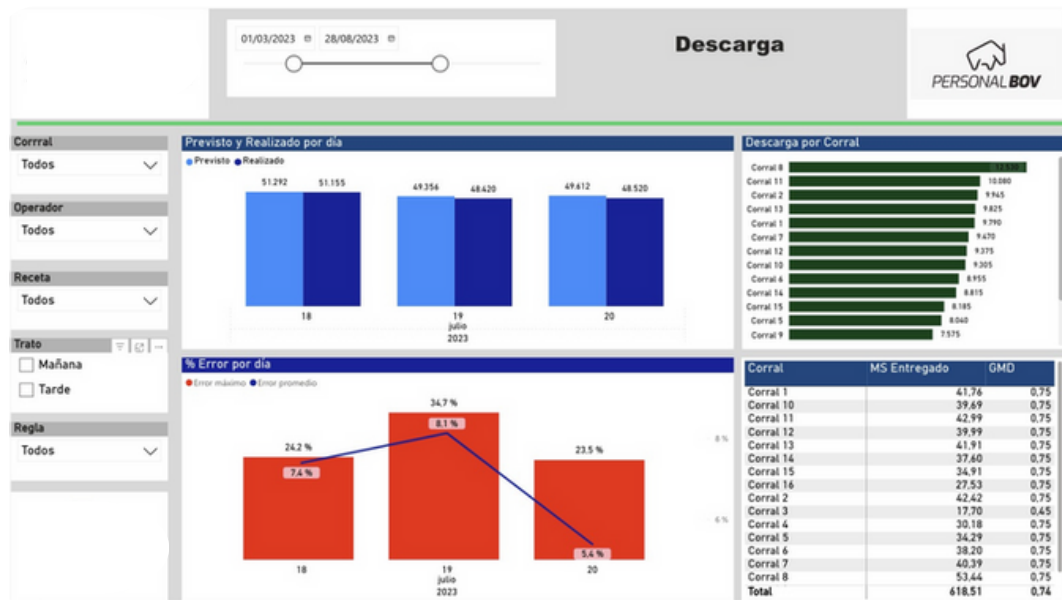 01/03/2023 28/08/2023
Descarga
PERSONALBOV
Corrral
Todos
Operador
Todos
Receta
Todos
Trato
Mañana
Tarde
Regla
Todos
Previsto y Realizado por día
Previsto Realizado
51.292 51.155 49.356 48.420 49.612 48.520
18 19 20
julio
2023
% Error por día
Error máximo Error promedio
24,2 % 34,7 % 23,5 %
7,4 % 8,1 % 5,4 %
8 %
6 %
18 19 20
julio
2023
Descarga por Corral
Corral 8
Corral 11 10.080
Corral 2 9.945
Corral 13 9.825
Corral 1 9.790
Corral 7 9.470
Corral 12 9.375
Corral 10 9.305
Corral 6 8.955
Corral 14 8.815
Corral 15 8.185
Corral 5 8.040
Corral 9 7.575
Corral MS Entregado GMD
Corral 1 41,76 0,75
Corral 10 39,69 0,75
Corral 11 42,99 0,75
Corral 12 39,99 0,75
Corral 13 41,91 0,75
Corral 14 37,60 0,75
Corral 15 34,91 0,75
Corral 16 27,53 0,75
Corral 2 42,42 0,75
Corral 3 17,70 0,45
Corral 4 30,18 0,75
Corral 5 34,29 0,75
Corral 6 38,20 0,75
Corral 7 40,39 0,75
Corral 8 53,44 0,75
Total 618,51 0,74